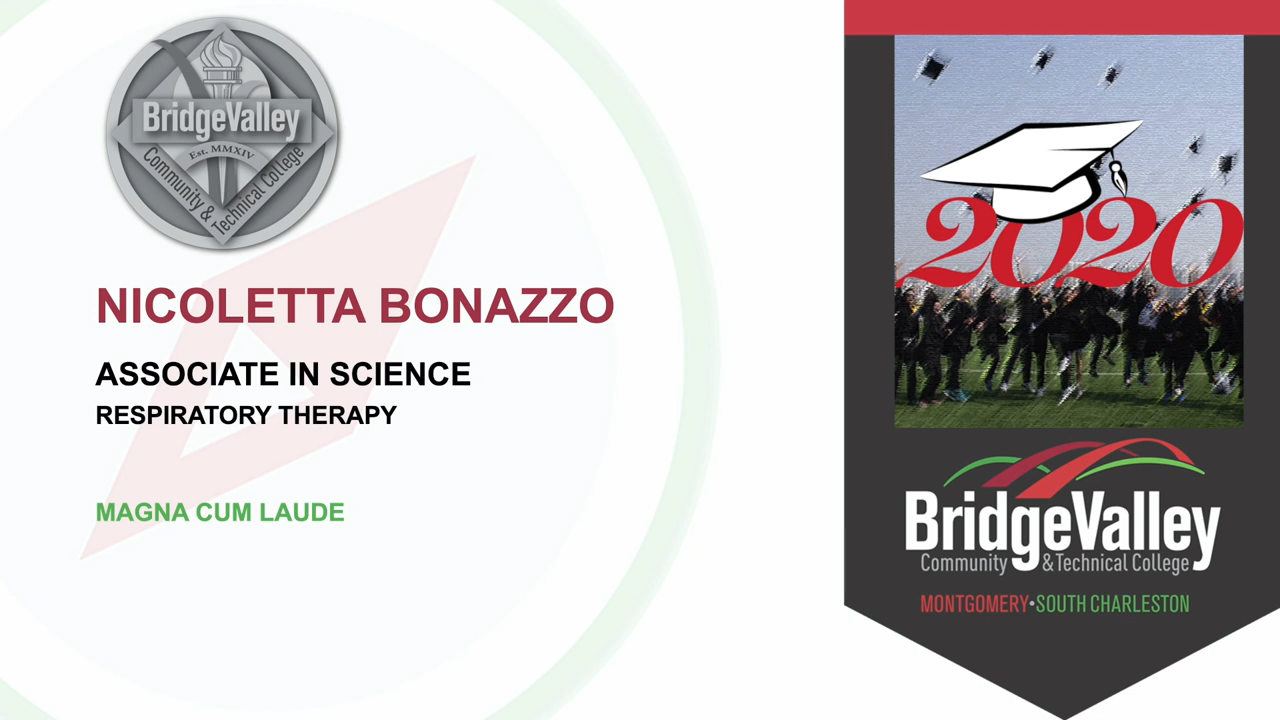 BridgeValley
Est. MMXIV
Community & Technical College
NICOLETTA BONAZZO
ASSOCIATE IN SCIENCE
RESPIRATORY THERAPY
MAGNA CUM LAUDE
2020
BridgeValley
Community & Technical College
MONTGOMERY•SOUTH CHARLESTON